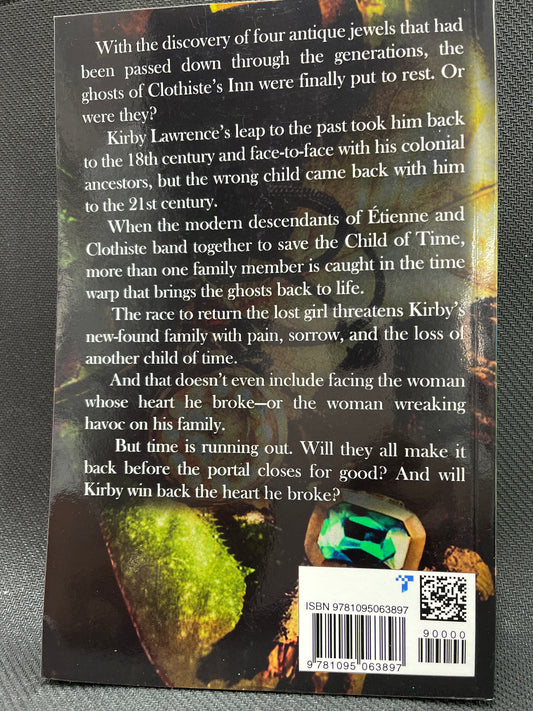 With the discovery of four antique jewels that had
been passed down through the generations, the
ghosts of Clothiste's Inn were finally put to rest. Or
were they?
Kirby Lawrence's leap to the past took him back
to the 18th century and face-to-face with his colonial
ancestors, but the wrong child came back with him
to the 21st century.
When the modern descendants of Étienne and
Clothiste band together to save the Child of Time,
more than one family member is caught in the time
warp that brings the ghosts back to life.
The race to return the lost girl threatens Kirby's
new-found family with pain, sorrow, and the loss of
another child of time.
And that doesn't even include facing the woman
whose heart he broke—or the woman wreaking
havoc on his family.
But time is running out. Will they all make it
back before the portal closes for good? And will
Kirby win back the heart he broke?
ISBN 9781095063897
90000
9 781095 063897